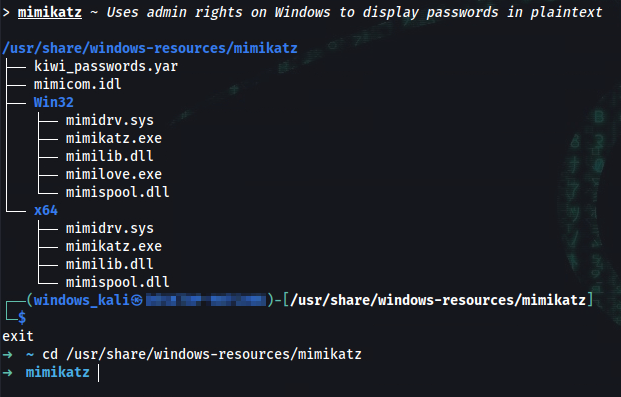 > mimikatz ~ Uses admin rights on Windows to display passwords in plaintext
/usr/share/windows-resources/mimikatz
├── kiwi_passwords.yar
├── mimicom.idl
├── Win32
│   ├── mimidrv.sys
│   ├── mimikatz.exe
│   ├── mimilib.dll
│   ├── mimilove.exe
│   └── mimispool.dll
└── x64
    ├── mimidrv.sys
    ├── mimikatz.exe
    ├── mimilib.dll
    └── mimispool.dll
┌──(windows_kali㉿)-[/usr/share/windows-resources/mimikatz]
└─$
exit
➜  ~ cd /usr/share/windows-resources/mimikatz
➜  mimikatz